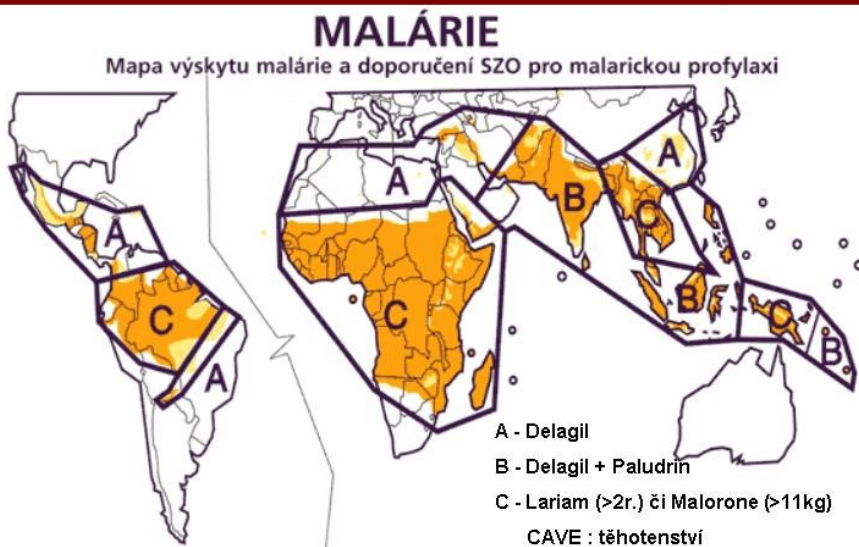 MALÁRIE
Mapa výskytu malárie a doporučení SZO pro malarickou profylaxi
A
A
B
C
A
C
C
B
C
B
A
A - Delagil
B - Delagil + Paludrin
C - Lariam (>2r.) či Malorone (>11kg)
CAVE : těhotenství